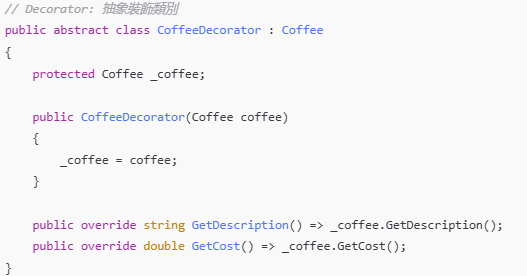 // Decorator: 抽象裝飾類別
public abstract class CoffeeDecorator : Coffee
{
    protected Coffee _coffee;

    public CoffeeDecorator(Coffee coffee)
    {
        _coffee = coffee;
    }

    public override string GetDescription() => _coffee.GetDescription();
    public override double GetCost() => _coffee.GetCost();
}